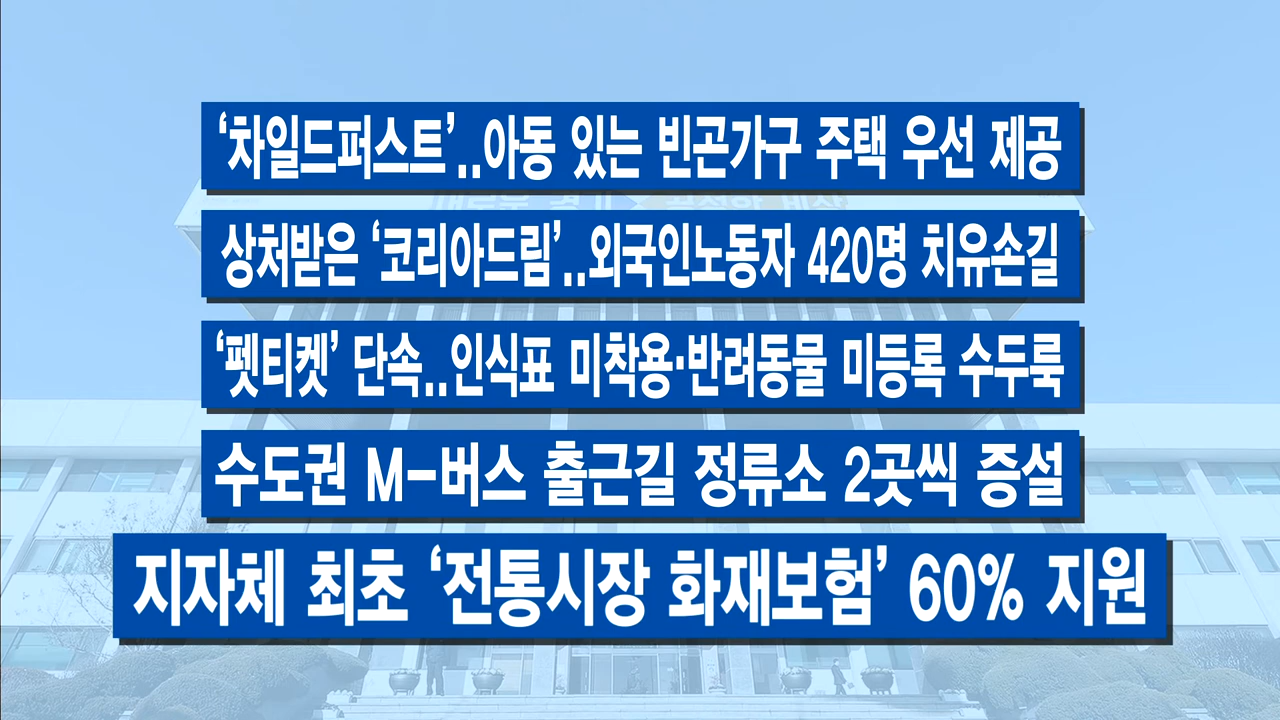 ‘차일드퍼스트’..아동 있는 빈곤가구 주택 우선 제공
상처받은 ‘코리아드림’..외국인노동자 420명 치유손길
‘펫티켓’ 단속..인식표 미착용·반려동물 미등록 수두룩
수도권 M-버스 출근길 정류소 2곳씩 증설
지자체 최초 ‘전통시장 화재보험’ 60% 지원